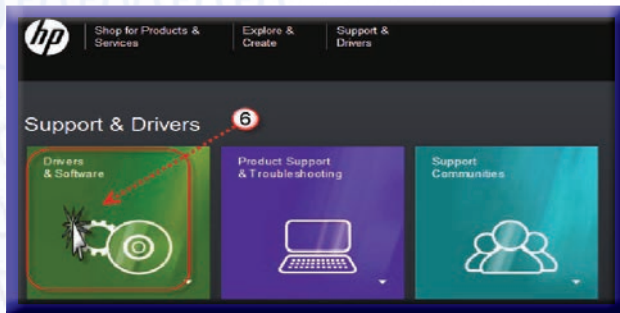 hp
Shop for Products &
Services
Explore &
Create
Support &
Drivers
Support & Drivers
6
Drivers
& Software
Product Support
& Troubleshooting
Support
Communities